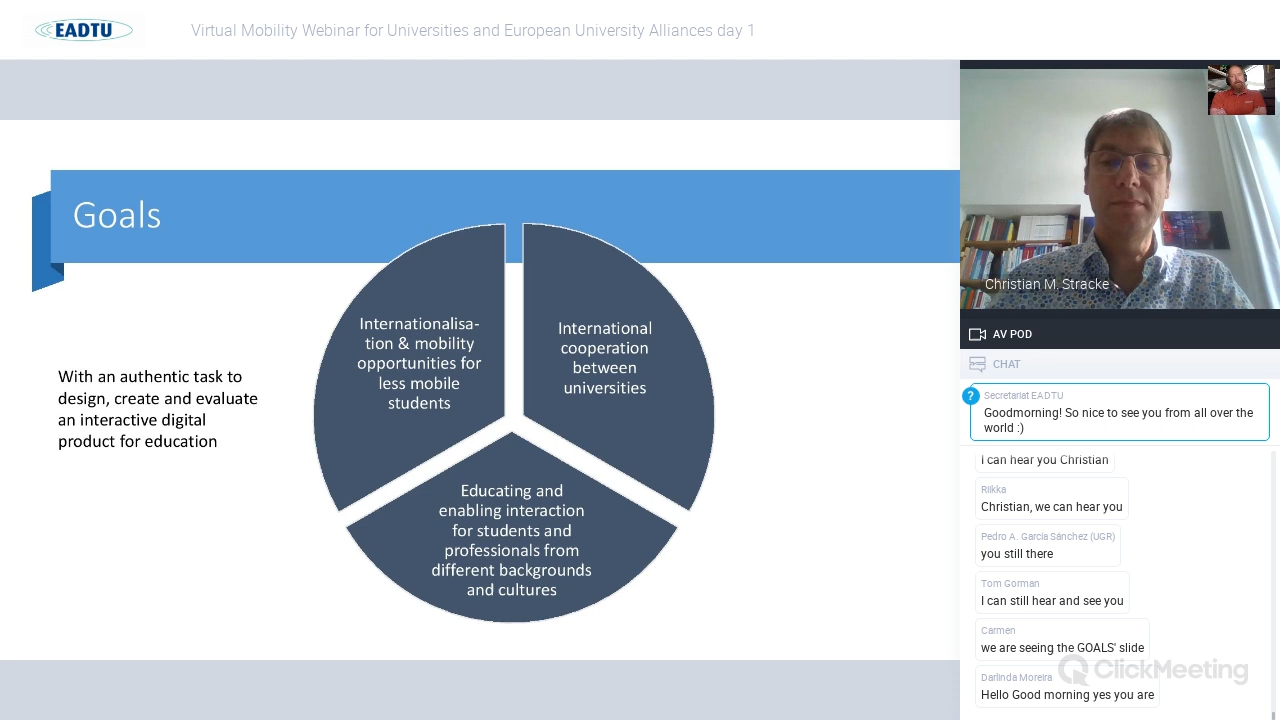 EADTU
Virtual Mobility Webinar for Universities and European University Alliances day 1
Goals
With an authentic task to
design, create and evaluate
an interactive digital
product for education
Internationalisa-
tion & mobility
opportunities for
less mobile
students
International
cooperation
between
universities
Educating and
enabling interaction
for students and
professionals from
different backgrounds
and cultures
Christian M. Stracke
AV POD
CHAT
?
Secretariat EADTU
Goodmorning! So nice to see you from all over the
world :)
I can hear you Christian
Riikka
Christian, we can hear you
Pedro A. García Sánchez (UGR)
you still there
Tom Gorman
I can still hear and see you
Carmen
we are seeing the GOALS' slide
Darlinda Moreira
Hello Good morning yes you are
ClickMeeting